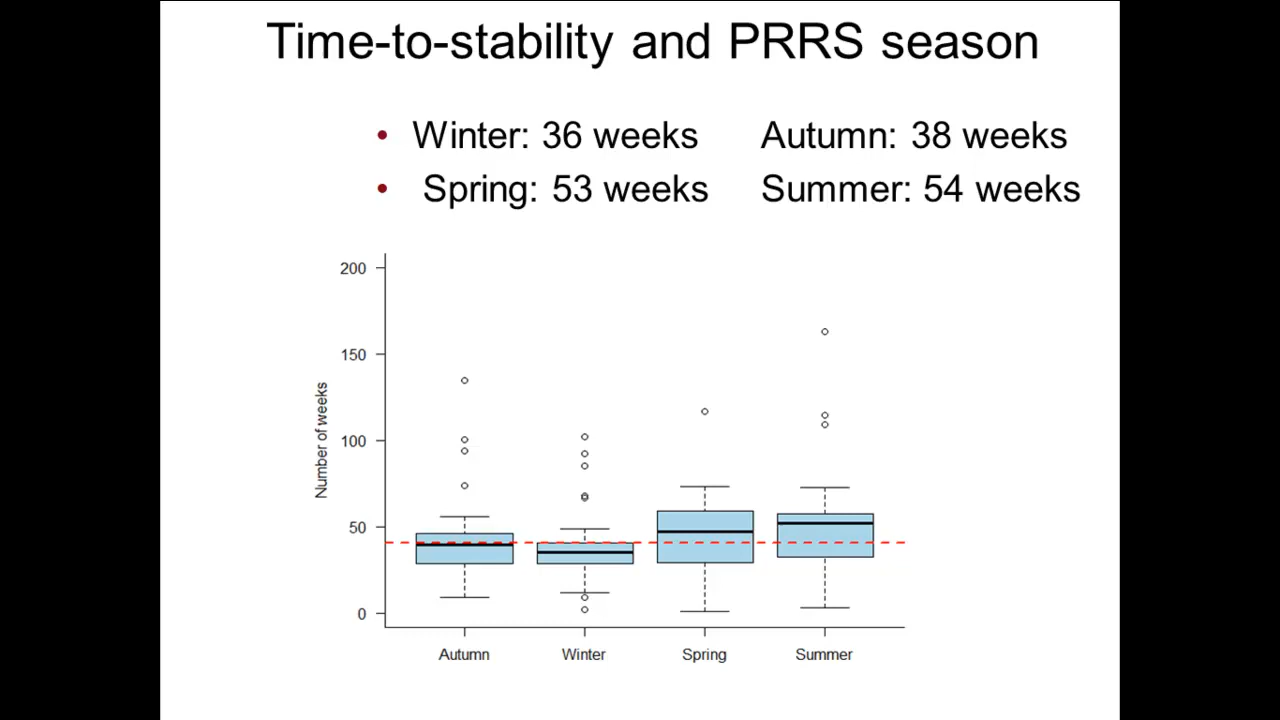 Time-to-stability and PRRS season
• Winter: 36 weeks Autumn: 38 weeks
• Spring: 53 weeks Summer: 54 weeks
200
150
100
50
0
Number of weeks
Autumn Winter Spring Summer